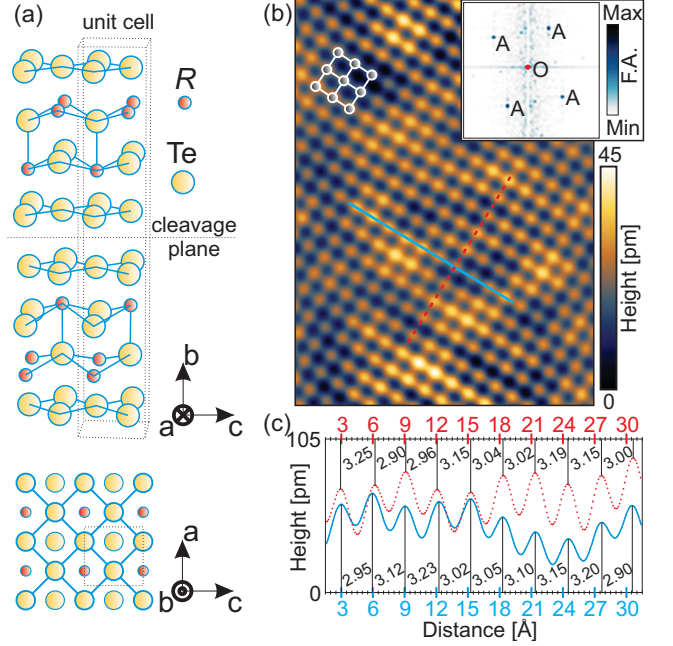 (a)
unit cell
R
Te
cleavage
plane
b
a
c
a
b
c
(b)
A
A
O
A
A
Max
F.A.
Min
45
Height [pm]
0
(c)
3 6 9 12 15 18 21 24 27 30
105
Height [pm]
0
3.25 2.90 2.96 3.15 3.04 3.02 3.19 3.15 3.00
2.95 3.12 3.23 3.02 3.05 3.10 3.15 3.20 2.90
3 6 9 12 15 18 21 24 27 30
Distance [Å]